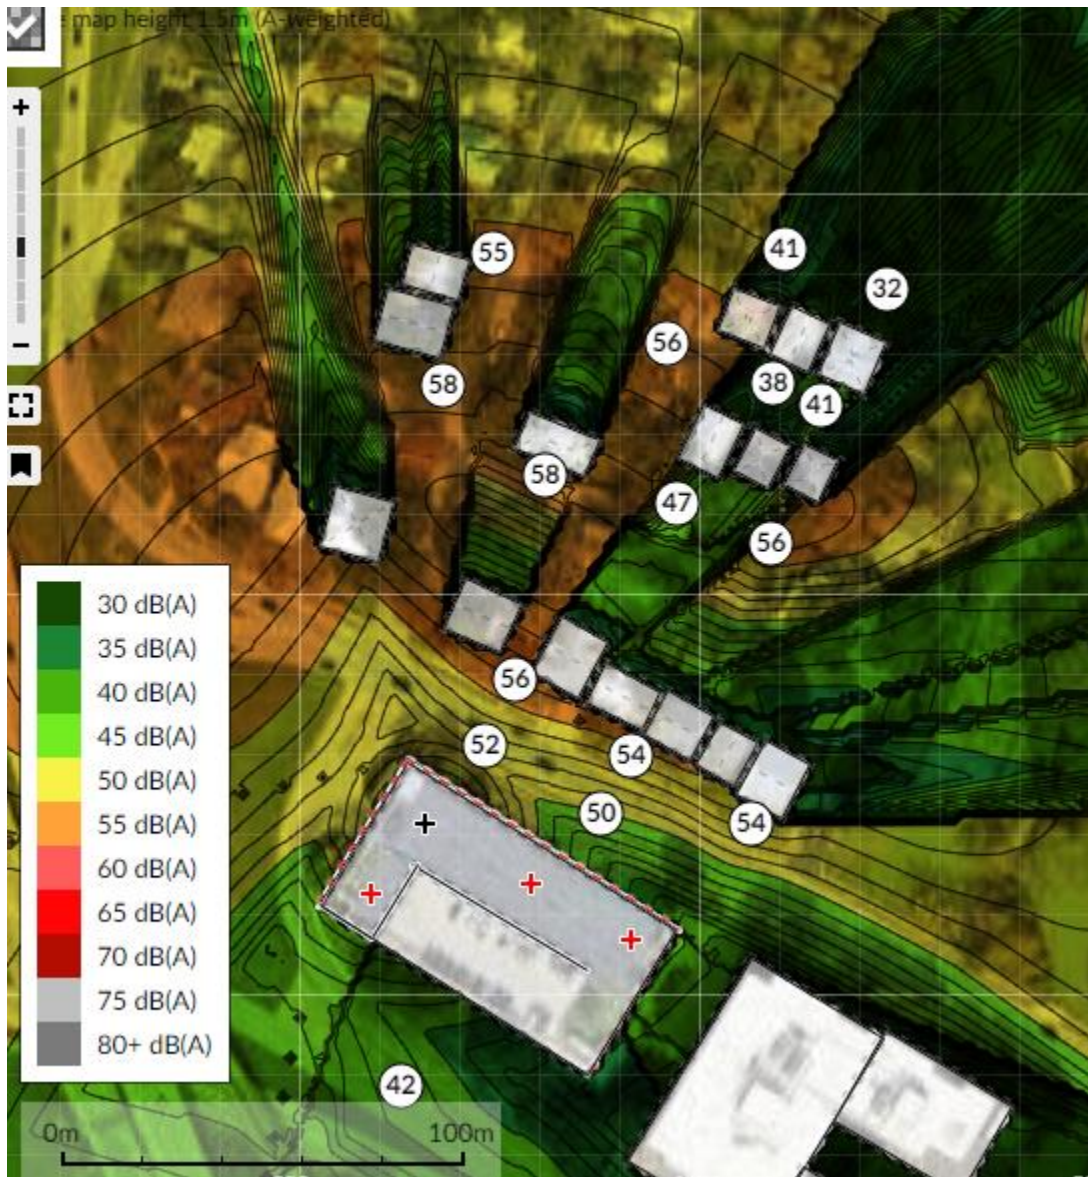 map height 1.5m (A-weighted)
+
55
41
32
56
−
58
38
41
58
47
56
30 dB(A)
35 dB(A)
40 dB(A)
56
45 dB(A)
52
54
50 dB(A)
50
54
55 dB(A)
60 dB(A)
65 dB(A)
70 dB(A)
75 dB(A)
80+ dB(A)
42
0m
100m